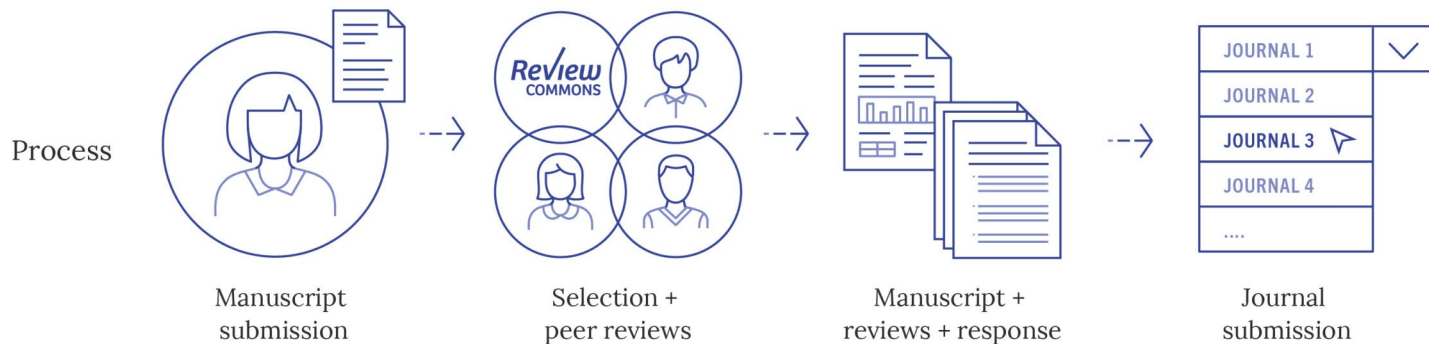 Process
Review
COMMONS
JOURNAL 1
JOURNAL 2
JOURNAL 3
JOURNAL 4
....
Manuscript
submission
Selection +
peer reviews
Manuscript +
reviews + response
Journal
submission